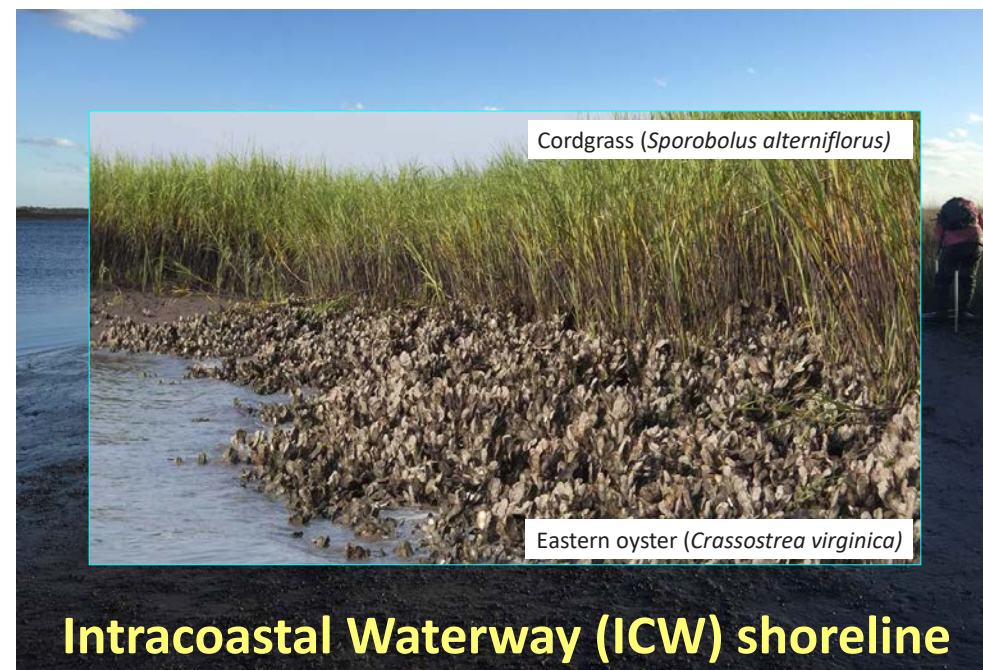 Cordgrass (Sporobolus alterniflorus)
Eastern oyster (Crassostrea virginica)
Intracoastal Waterway (ICW) shoreline